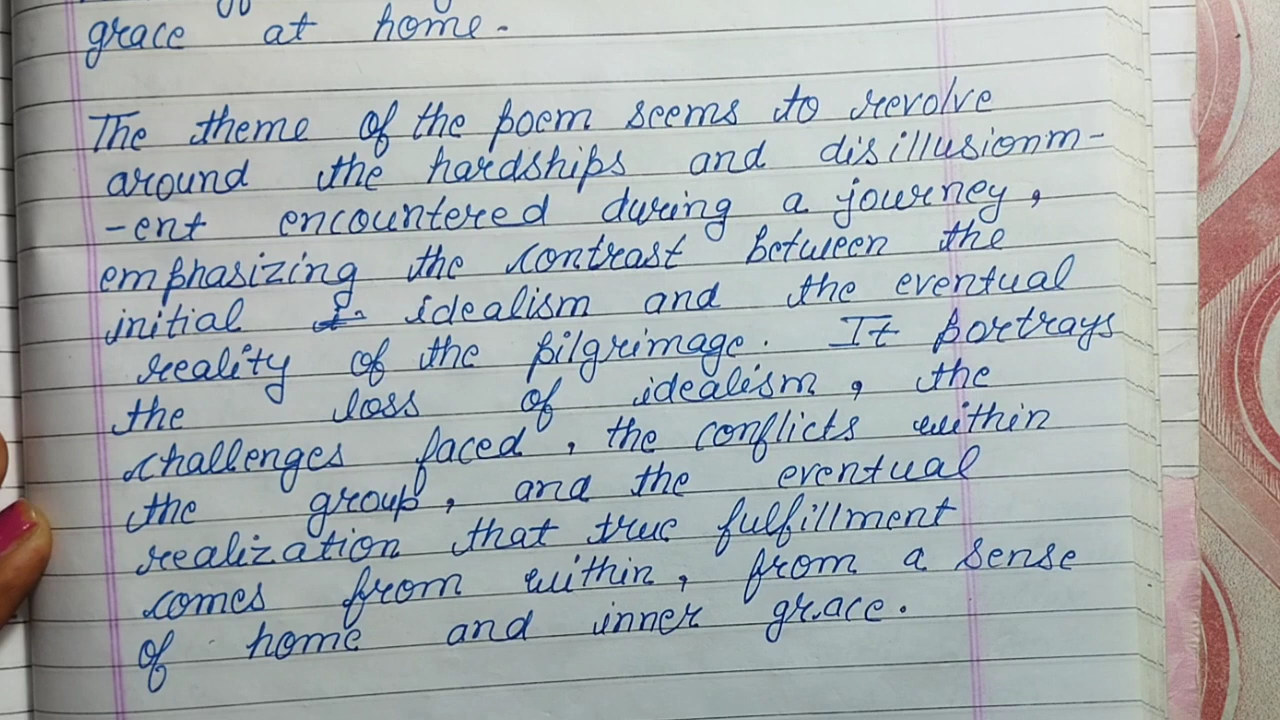 grace at home.
The theme of the poem seems to revolve
around the hardships and disillusionm-
-ent encountered during a journey,
emphasizing the contrast between the
initial idealism and the eventual
reality of the pilgrimage. It portrays
the loss of idealism, the
challenges faced, the conflicts within
the group, and the eventual
realization that true fulfillment
comes from within, from a sense
of home and inner grace.